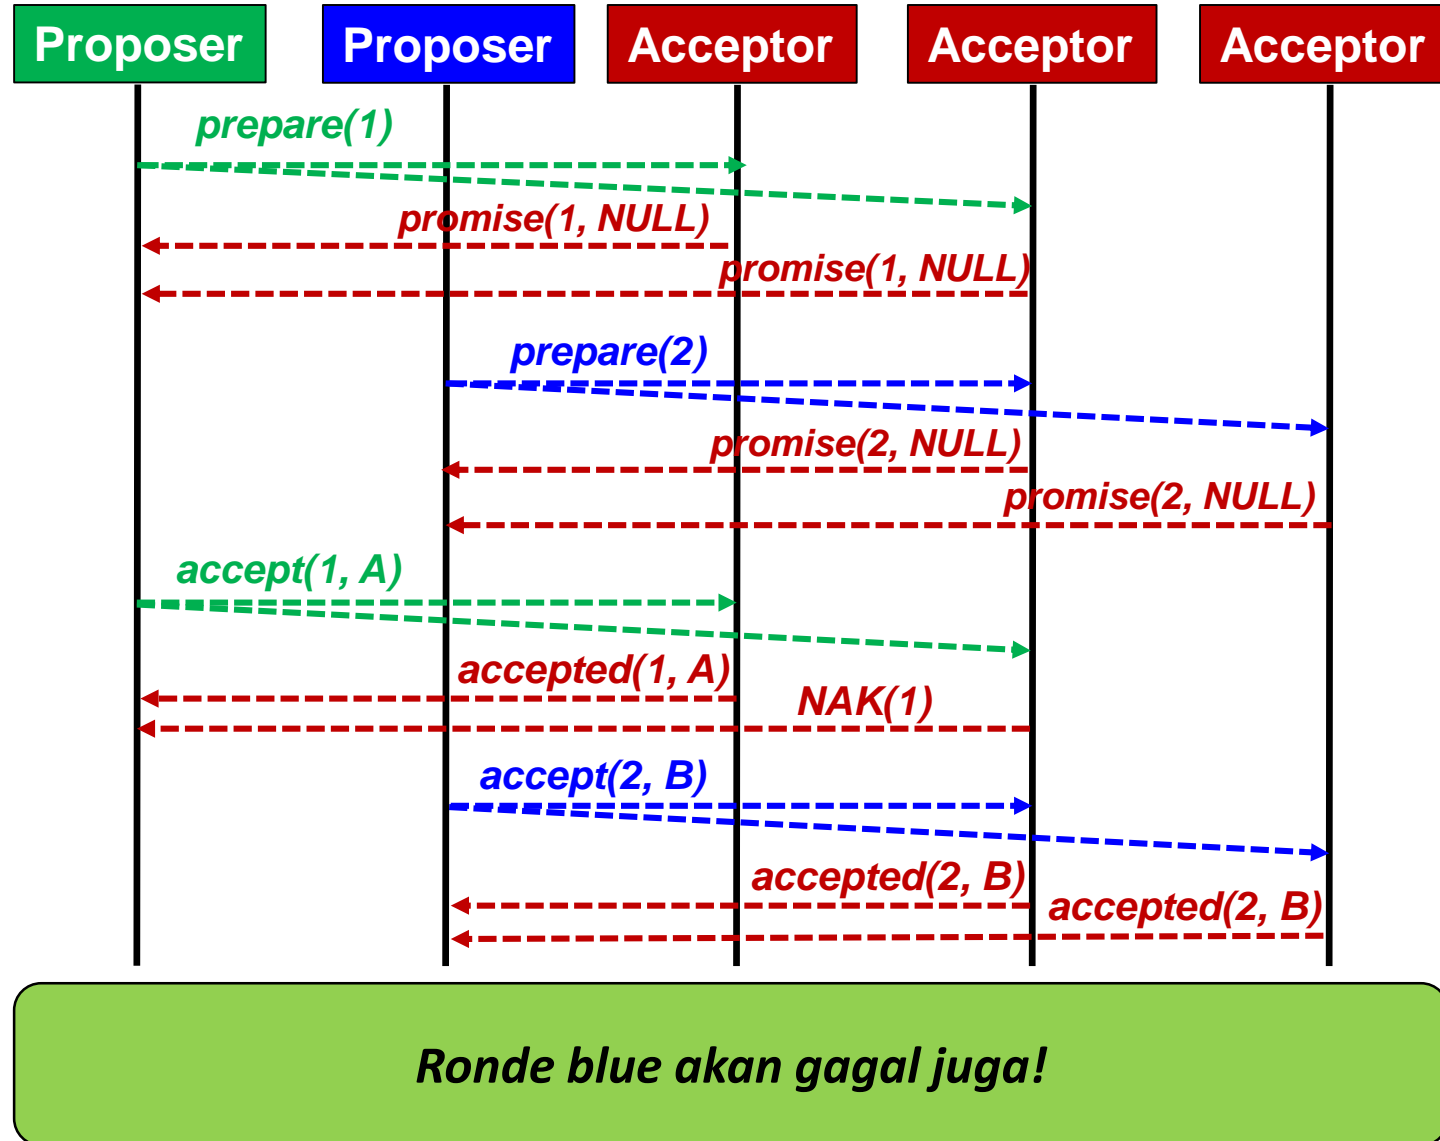 Proposer
Proposer
Acceptor
Acceptor
Acceptor
prepare(1)
promise(1, NULL)
promise(1, NULL)
prepare(2)
promise(2, NULL)
promise(2, NULL)
accept(1, A)
accepted(1, A)
NAK(1)
accept(2, B)
accepted(2, B)
accepted(2, B)
Ronde blue akan gagal juga!